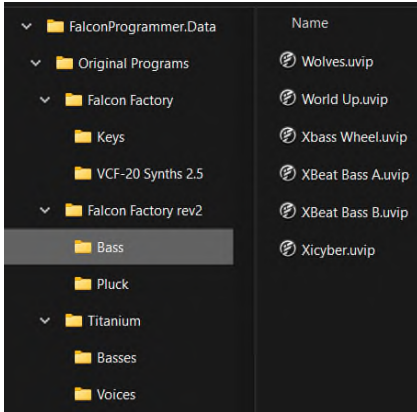 FalconProgrammer.Data
Original Programs
Falcon Factory
Keys
VCF-20 Synths 2.5
Falcon Factory rev2
Bass
Pluck
Titanium
Basses
Voices
Name
Wolves.uvip
World Up.uvip
Xbass Wheel.uvip
XBeat Bass A.uvip
XBeat Bass B.uvip
Xicyber.uvip